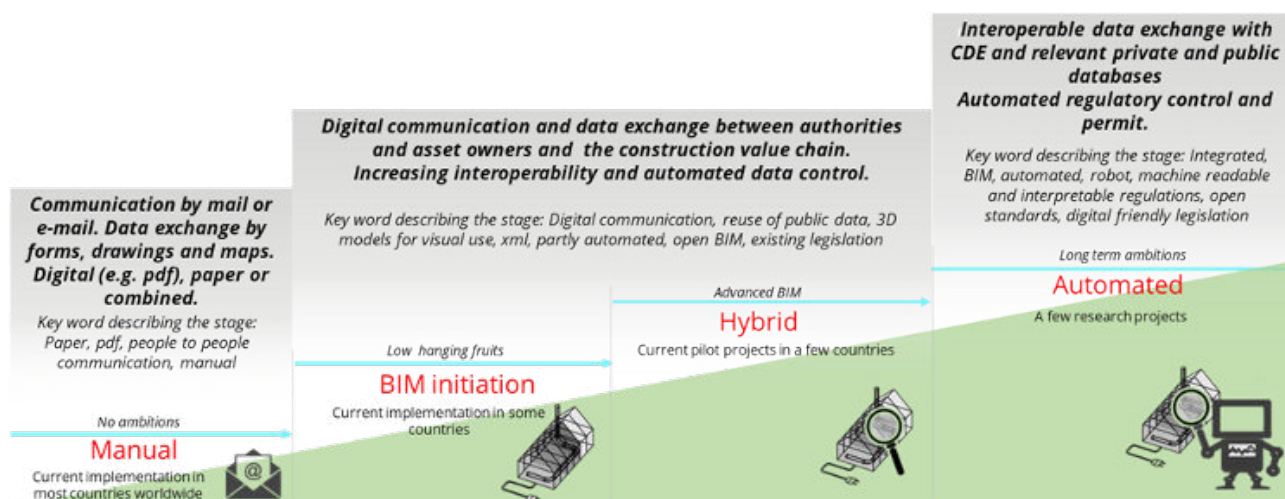 Communication by mail or
e-mail. Data exchange by
forms, drawings and maps.
Digital (e.g. pdf), paper or
combined.
Key word describing the stage:
Paper, pdf, people to people
communication, manual
No ambitions
Manual
Current implementation in
most countries worldwide
@
Digital communication and data exchange between authorities
and asset owners and the construction value chain.
Increasing interoperability and automated data control.
Key word describing the stage: Digital communication, reuse of public data, 3D
models for visual use, xml, partly automated, open BIM, existing legislation
Low hanging fruits
BIM initiation
Current implementation in some
countries
Advanced BIM
Hybrid
Current pilot projects in a few countries
Interoperable data exchange with
CDE and relevant private and public
databases
Automated regulatory control and
permit.
Key word describing the stage: Integrated,
BIM, automated, robot, machine readable
and interpretable regulations, open
standards, digital friendly legislation
Long term ambitions
Automated
A few research projects